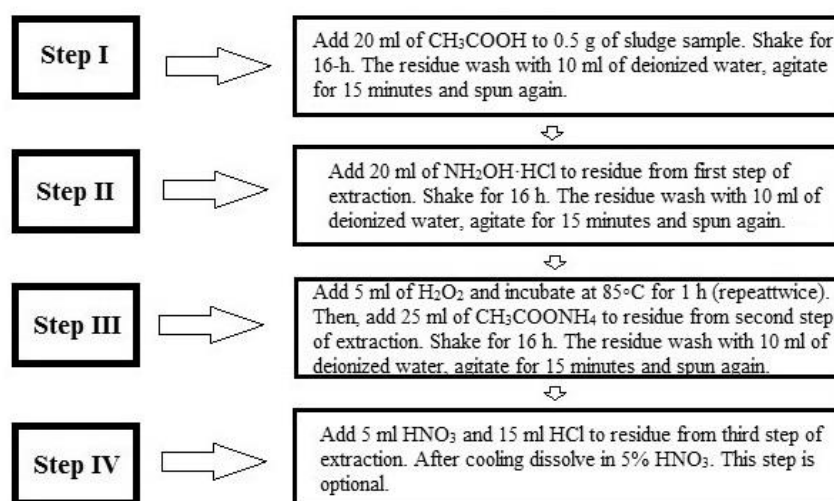 Step I
Add 20 ml of CH₃COOH to 0.5 g of sludge sample. Shake for
16-h. The residue wash with 10 ml of deionized water, agitate
for 15 minutes and spun again.
Step II
Add 20 ml of NH₂OH·HCl to residue from first step of
extraction. Shake for 16 h. The residue wash with 10 ml of
deionized water, agitate for 15 minutes and spun again.
Step III
Add 5 ml of H₂O₂ and incubate at 85∘C for 1 h (repeattwice).
Then, add 25 ml of CH₃COONH₄ to residue from second step
of extraction. Shake for 16 h. The residue wash with 10 ml of
deionized water, agitate for 15 minutes and spun again.
Step IV
Add 5 ml HNO₃ and 15 ml HCl to residue from third step of
extraction. After cooling dissolve in 5% HNO₃. This step is
optional.